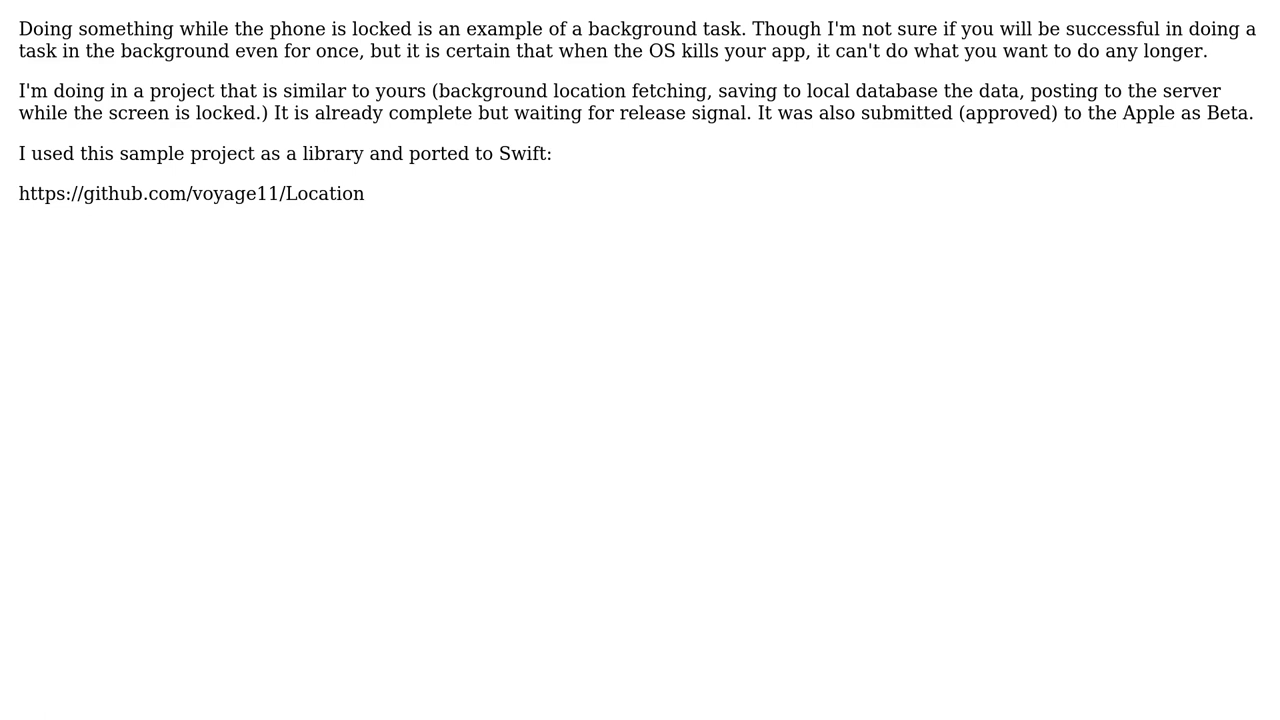 Doing something while the phone is locked is an example of a background task. Though I'm not sure if you will be successful in doing a
task in the background even for once, but it is certain that when the OS kills your app, it can't do what you want to do any longer.
I'm doing in a project that is similar to yours (background location fetching, saving to local database the data, posting to the server
while the screen is locked.) It is already complete but waiting for release signal. It was also submitted (approved) to the Apple as Beta.
I used this sample project as a library and ported to Swift:
https://github.com/voyage11/Location